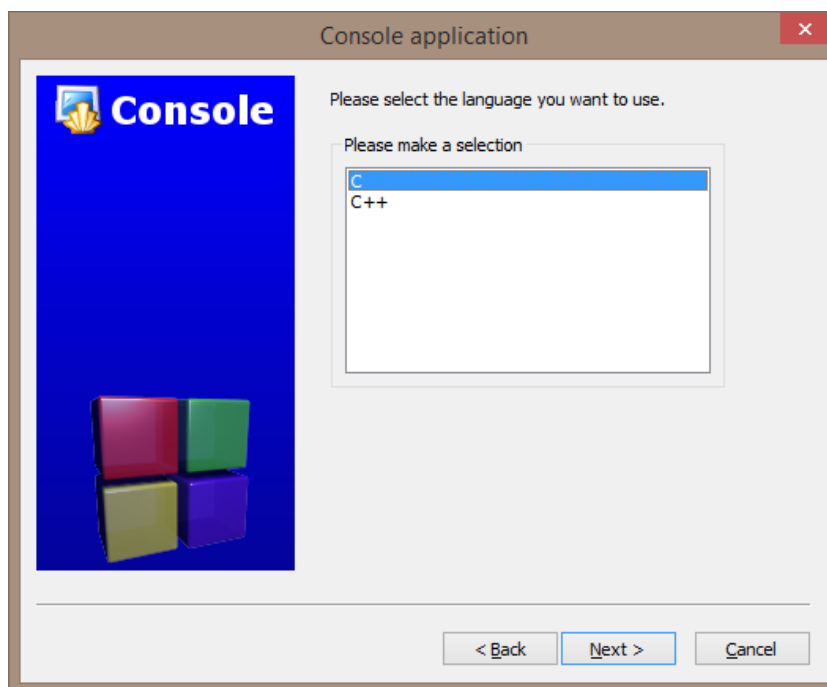 Console application
Console
Please select the language you want to use.
Please make a selection
C
C++
< Back
Next >
Cancel